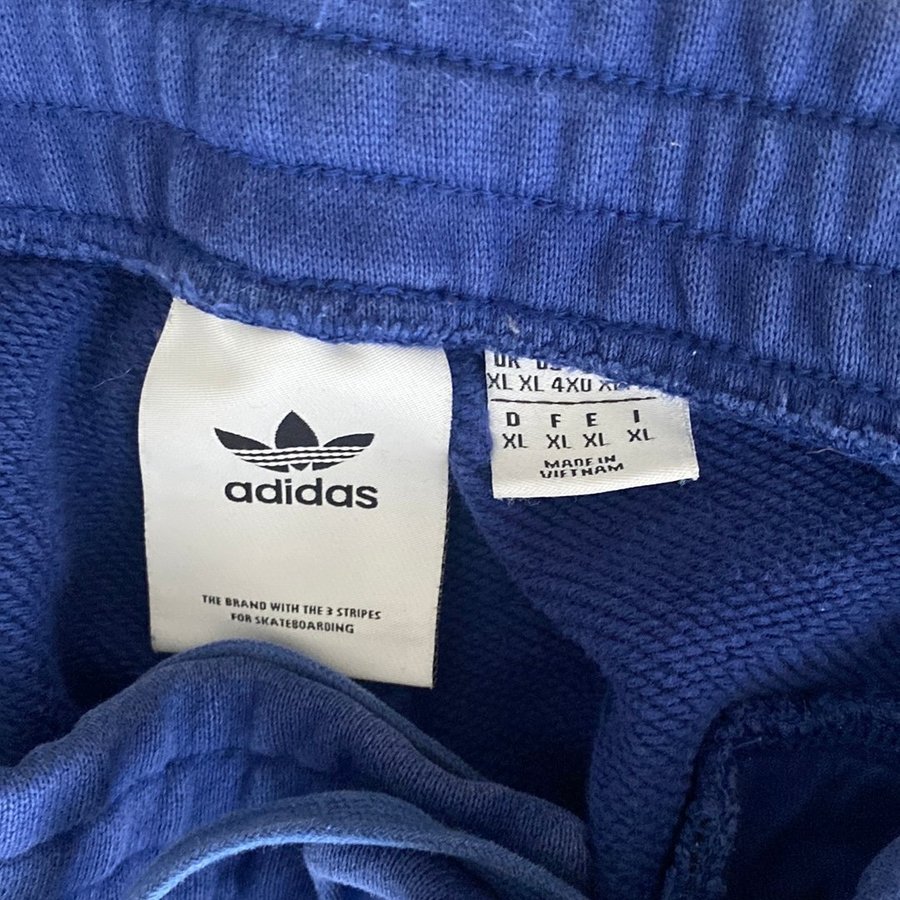 adidas
THE BRAND WITH THE 3 STRIPES
FOR SKATEBOARDING
UK
XL XL 4XO
D F E I
XL XL XL XL
MADE IN
VIETNAM